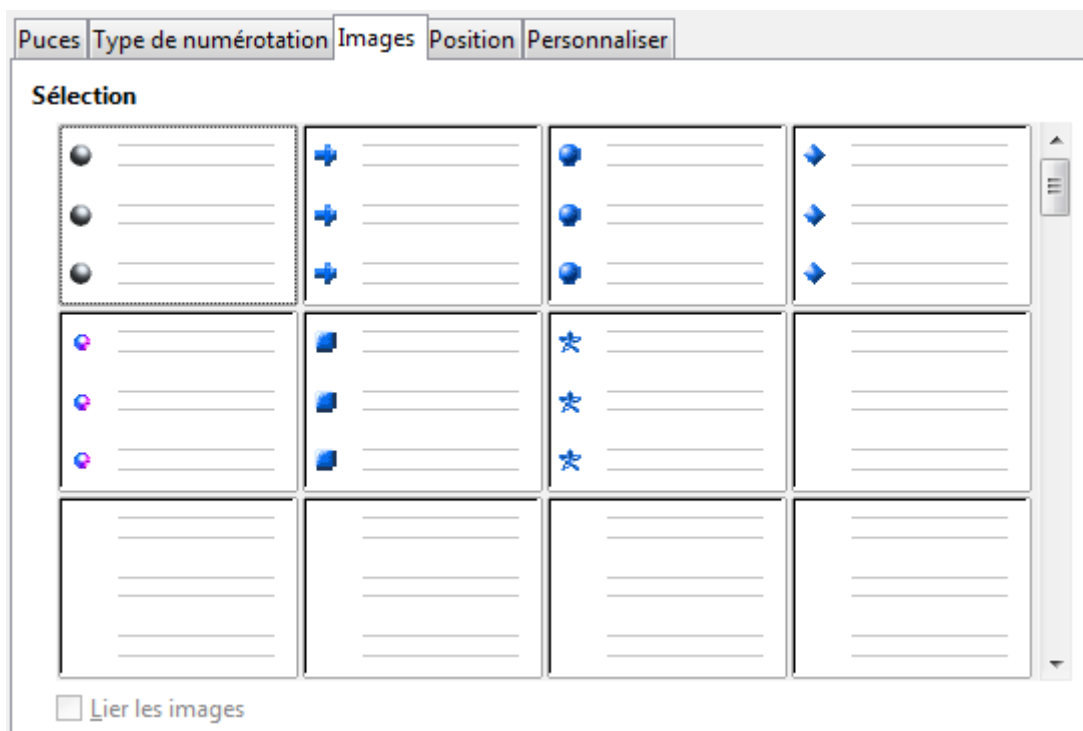 Puces Type de numérotation Images Position Personnaliser
Sélection
Lier les images